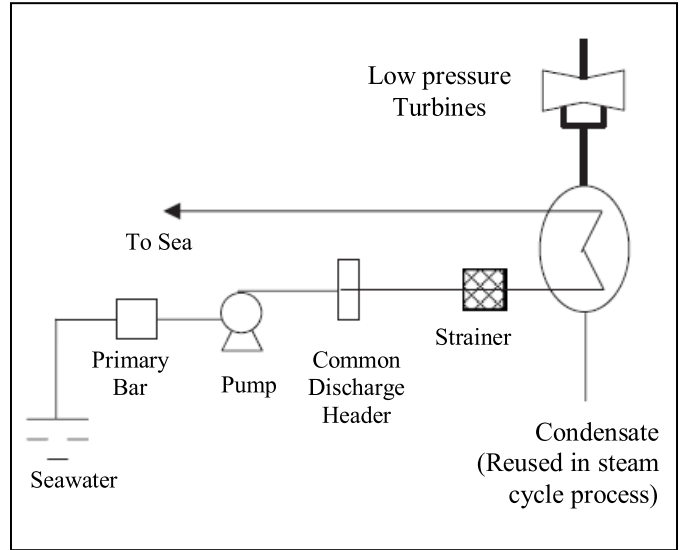 Low pressure
Turbines
To Sea
Primary
Bar
Pump
Common
Discharge
Header
Strainer
Seawater
Condensate
(Reused in steam
cycle process)